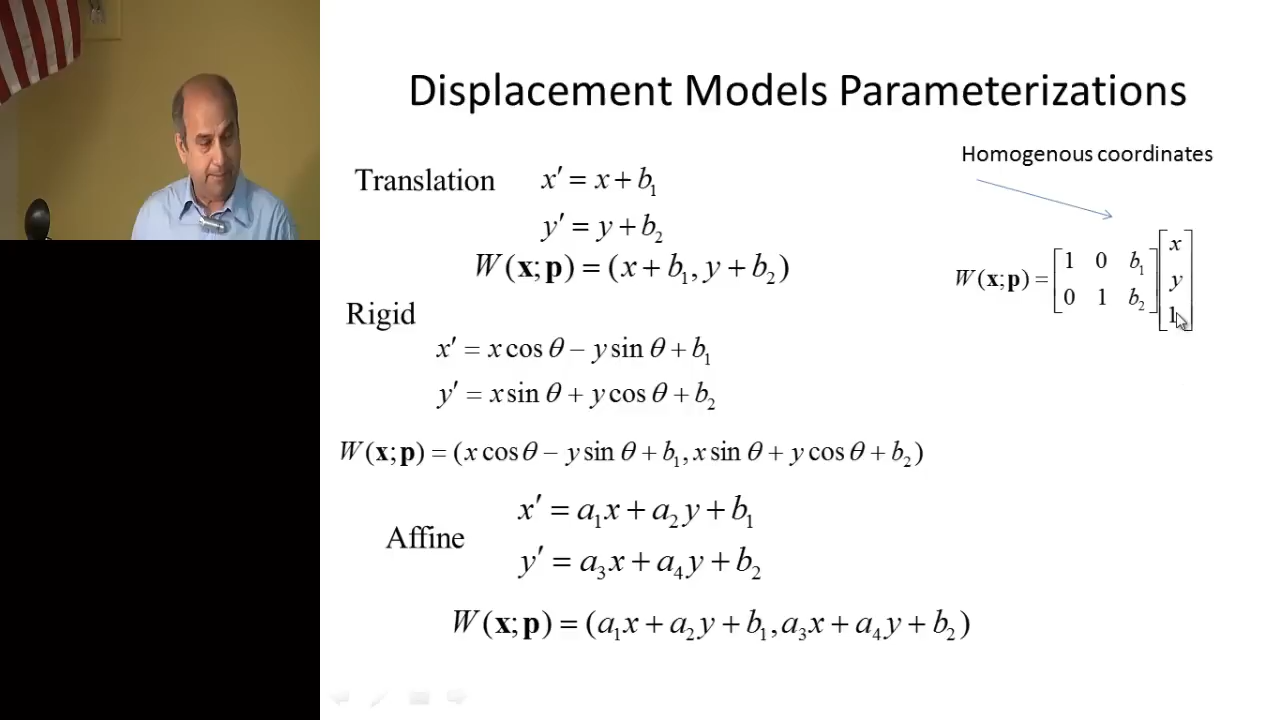 Displacement Models Parameterizations
Homogenous coordinates
Translation x′ = x + b₁
y′ = y + b₂
W(x;p) = (x + b₁, y + b₂)
W(x;p) = [1 0 b₁; 0 1 b₂] [x; y; 1]
Rigid
x′ = x cos θ − y sin θ + b₁
y′ = x sin θ + y cos θ + b₂
W(x;p) = (x cos θ − y sin θ + b₁, x sin θ + y cos θ + b₂)
Affine
x′ = a₁x + a₂y + b₁
y′ = a₃x + a₄y + b₂
W(x;p) = (a₁x + a₂y + b₁, a₃x + a₄y + b₂)